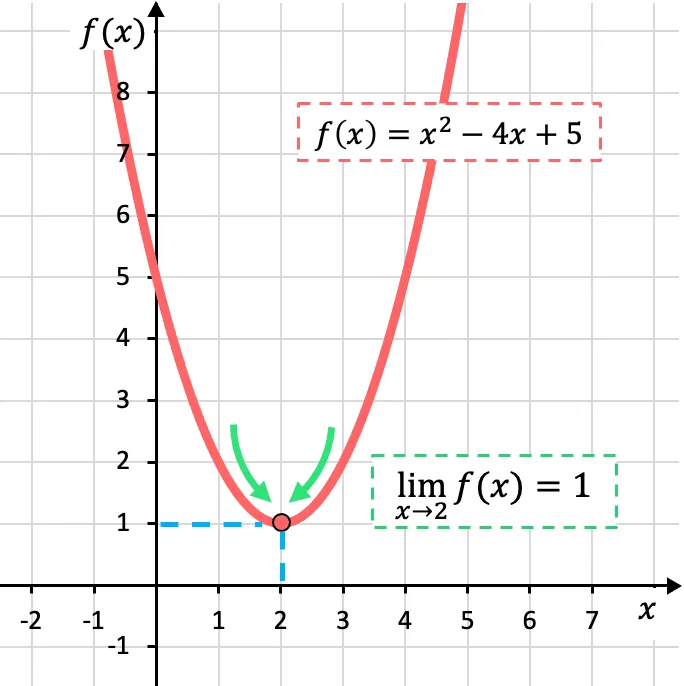 f(x)
8
f(x) = x² − 4x + 5
7
6
5
4
3
2
lim f(x) = 1
x→2
1
-2 -1 1 2 3 4 5 6 7 x
-1